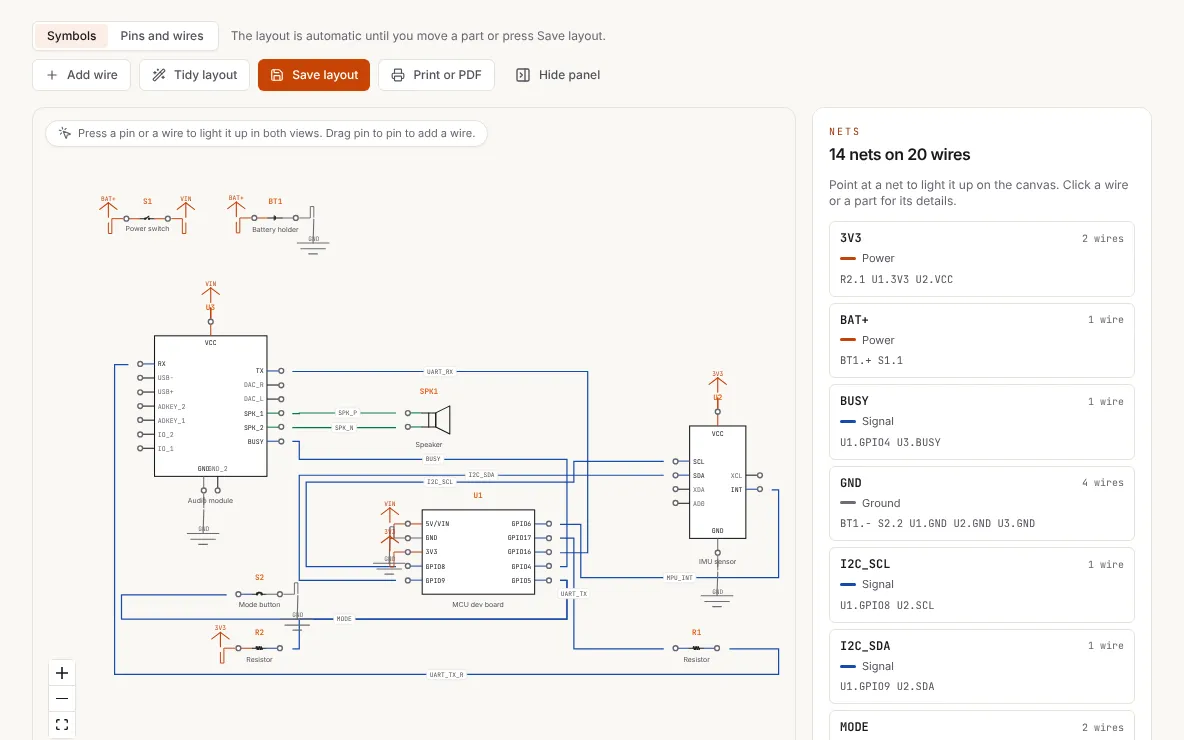 Symbols
Pins and wires
The layout is automatic until you move a part or press Save layout.
Add wire
Tidy layout
Save layout
Print or PDF
Hide panel
Press a pin or a wire to light it up in both views. Drag pin to pin to add a wire.
BAT+
S1
VIN
Power switch
BAT+
BT1
Battery holder
GND
VIN
U3
VCC
RX
USB-
USB+
ADKEY_2
ADKEY_1
IO_2
IO_1
TX
DAC_R
DAC_L
SPK_1
SPK_2
BUSY
GND
GND_2
Audio module
GND
UART_RX
SPK1
SPK_P
SPK_N
Speaker
BUSY
I2C_SDA
I2C_SCL
3V3
U2
VCC
SCL
SDA
XDA
AD0
XCL
INT
GND
IMU sensor
GND
U1
VIN
3V3
GND
5V/VIN
GND
3V3
GPIO8
GPIO9
GPIO6
GPIO17
GPIO16
GPIO4
GPIO5
MCU dev board
MPU_INT
UART_TX
S2
Mode button
GND
MODE
3V3
R2
Resistor
R1
Resistor
UART_TX_R
NETS
14 nets on 20 wires
Point at a net to light it up on the canvas. Click a wire
or a part for its details.
3V3
2 wires
Power
R2.1 U1.3V3 U2.VCC
BAT+
1 wire
Power
BT1.+ S1.1
BUSY
1 wire
Signal
U1.GPIO4 U3.BUSY
GND
4 wires
Ground
BT1.- S2.2 U1.GND U2.GND U3.GND
I2C_SCL
1 wire
Signal
U1.GPIO8 U2.SCL
I2C_SDA
1 wire
Signal
U1.GPIO9 U2.SDA
MODE
2 wires